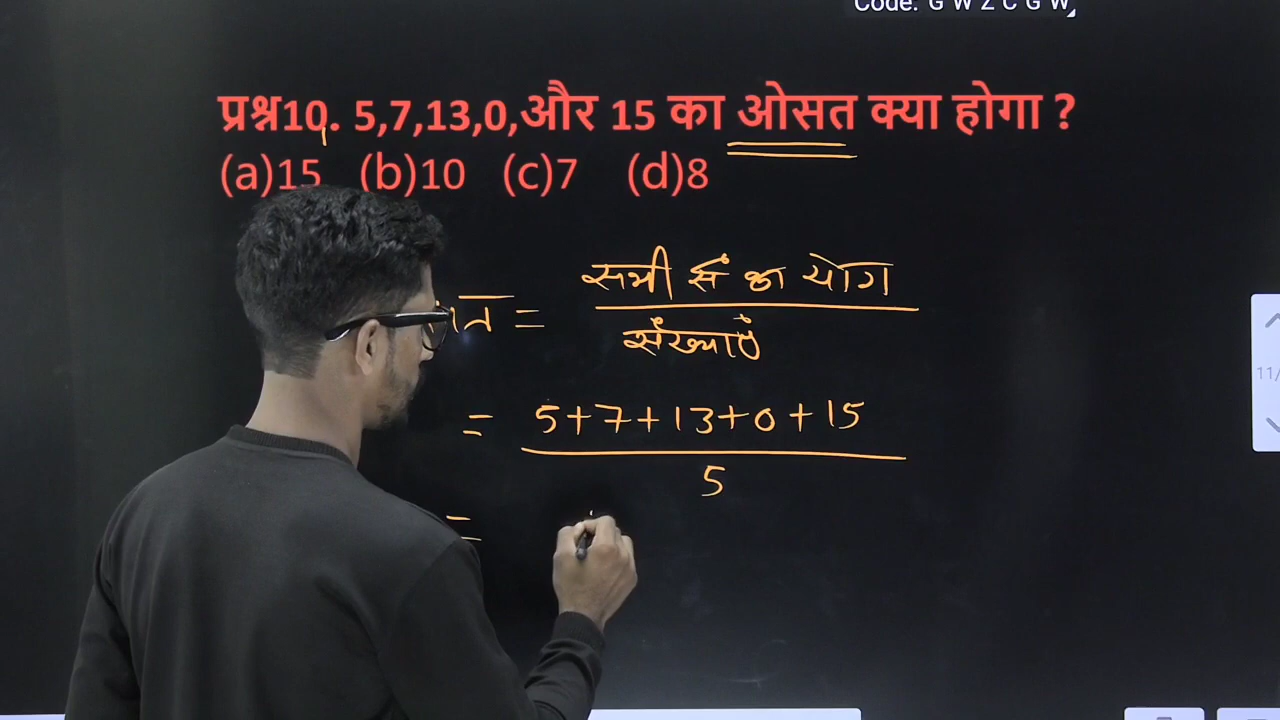 Code: G W Z C G W
प्रश्न10. 5,7,13,0,और 15 का ओसत क्या होगा ?
(a)15 (b)10 (c)7 (d)8
= सभी सं का योग
संख्याएं
= 5+7+13+0+15
5
=
11/